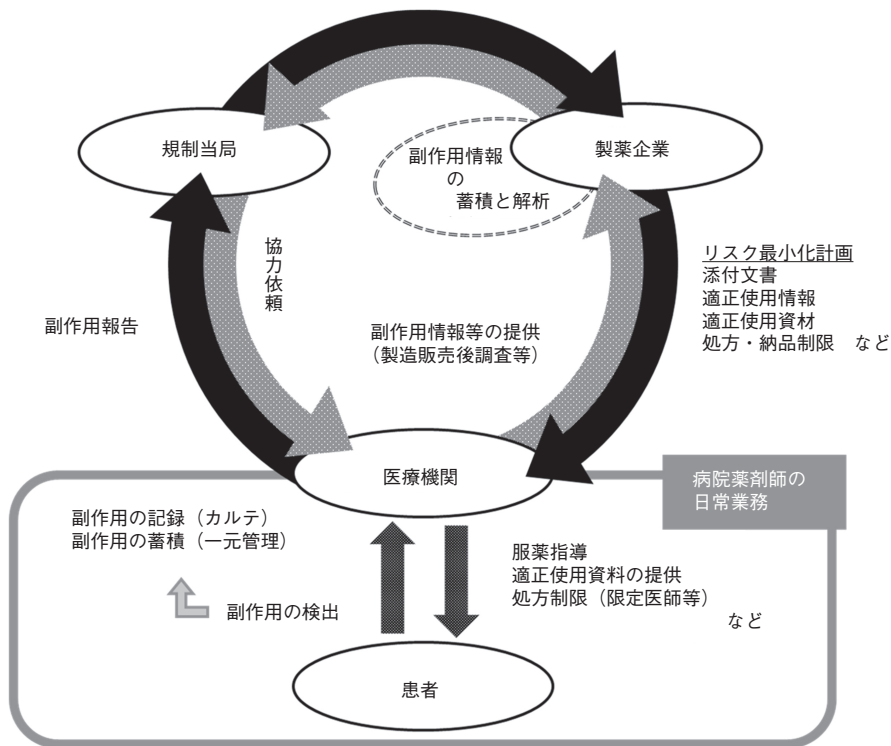 規制当局
製薬企業
副作用情報
の
蓄積と解析
協力依頼
リスク最小化計画
添付文書
適正使用情報
適正使用資材
処方・納品制限　など
副作用報告
副作用情報等の提供
（製造販売後調査等）
医療機関
病院薬剤師の
日常業務
副作用の記録（カルテ）
副作用の蓄積（一元管理）
服薬指導
適正使用資料の提供
処方制限（限定医師等）
など
副作用の検出
患者